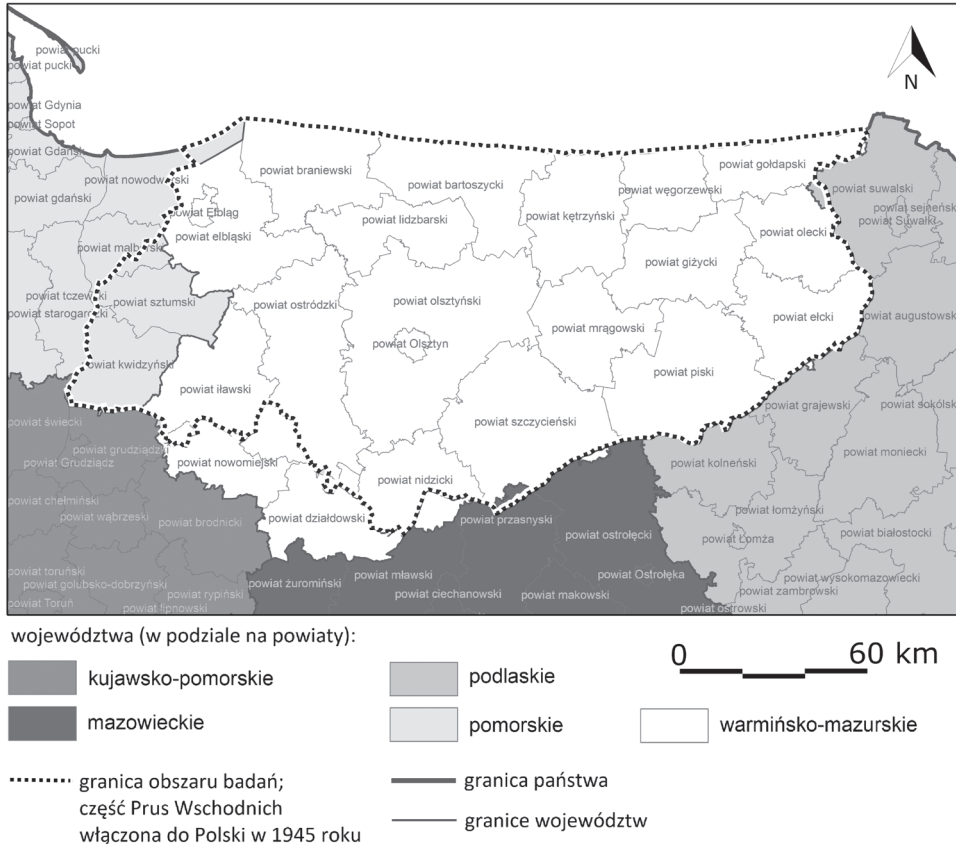 powiat pucki
powiat pucki
powiat Gdynia
powiat Sopot
powiat Gdańsk
powiat gdański
powiat nowodworski
powiat braniewski
powiat bartoszycki
powiat gołdapski
powiat węgorzewski
powiat suwalski
powiat sejneńsk
powiat Suwałki
powiat Elbląg
powiat elbląski
powiat lidzbarski
powiat kętrzyński
powiat olecki
powiat malborski
powiat giżycki
powiat tczewski
powiat sztumski
powiat ostródzki
powiat olsztyński
powiat starogardzki
powiat mrągowski
powiat ełcki
powiat augustowsk
powiat Olsztyn
powiat kwidzyński
powiat iławski
powiat piski
powiat szczycieński
powiat grajewski
powiat sokólsk
powiat świecki
powiat grudziądzki
powiat Grudziądz
powiat nowomiejski
powiat nidzicki
powiat kolneński
powiat moniecki
powiat chełmiński
powiat wąbrzeski
powiat brodnicki
powiat działdowski
powiat przasnyski
powiat ostrołęcki
powiat łomżyński
powiat Łomża
powiat białostocki
powiat toruński
powiat golubsko-dobrzyński
powiat rypiński
powiat Toruń
powiat lipnowski
powiat żuromiński
powiat mławski
powiat ciechanowski
powiat makowski
powiat Ostrołęka
powiat ostrowski
powiat wysokomazowiecki
powiat zambrowski
N
województwa (w podziale na powiaty):
0 60 km
kujawsko-pomorskie
podlaskie
mazowieckie
pomorskie
warmińsko-mazurskie
granica obszaru badań;
część Prus Wschodnich
włączona do Polski w 1945 roku
granica państwa
granice województw